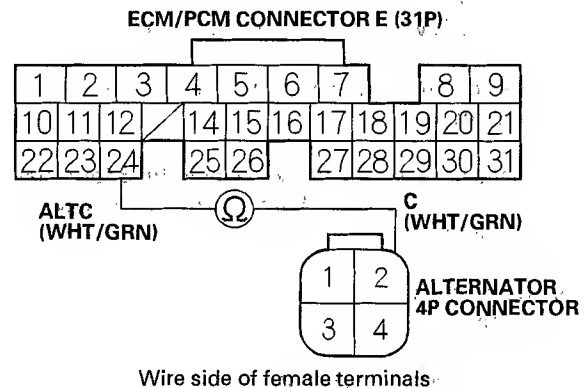 ECM/PCM CONNECTOR E (31P)
1 2 3 4 5 6 7 8 9
10 11 12 14 15 16 17 18 19 20 21
22 23 24 25 26 27 28 29 30 31
ALTC
(WHT/GRN)
Ω
C
(WHT/GRN)
1 2
3 4
ALTERNATOR
4P CONNECTOR
Wire side of female terminals